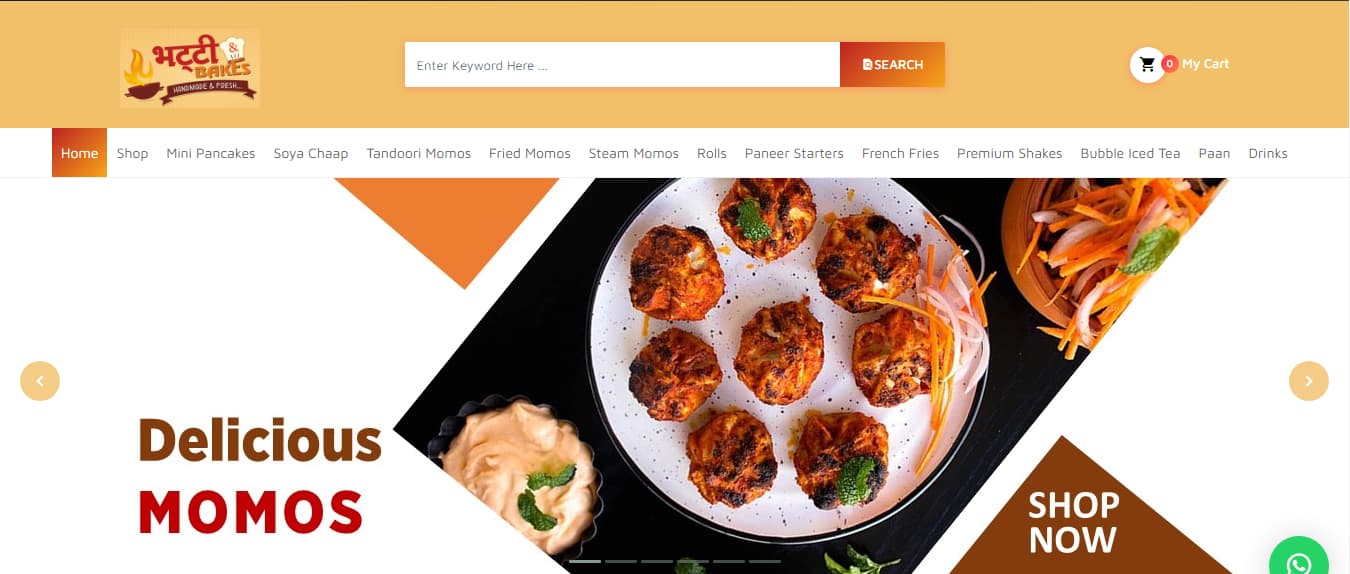 भट्टी &
BAKES
HANDMADE & FRESH...
Enter Keyword Here ...
SEARCH
0 My Cart
Home Shop Mini Pancakes Soya Chaap Tandoori Momos Fried Momos Steam Momos Rolls Paneer Starters French Fries Premium Shakes Bubble Iced Tea Paan Drinks
Delicious
MOMOS
SHOP
NOW